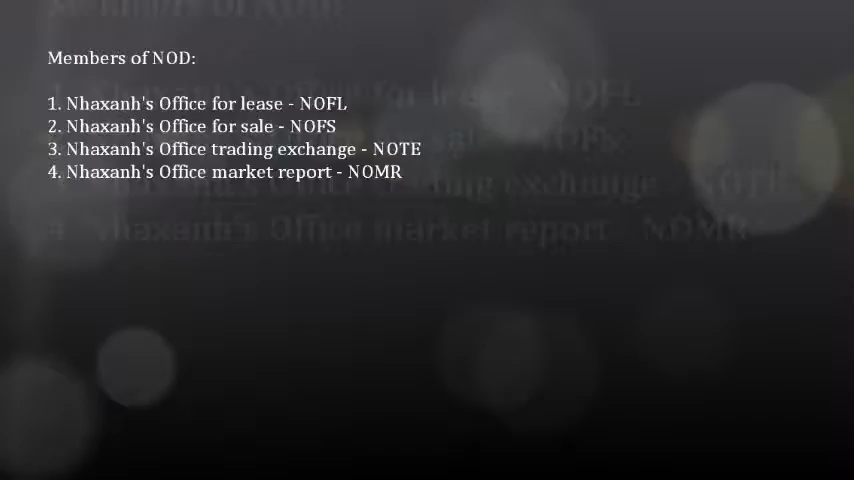 Members of NOD:
1. Nhaxanh's Office for lease - NOFL
2. Nhaxanh's Office for sale - NOFS
3. Nhaxanh's Office trading exchange - NOTE
4. Nhaxanh's Office market report - NOMR